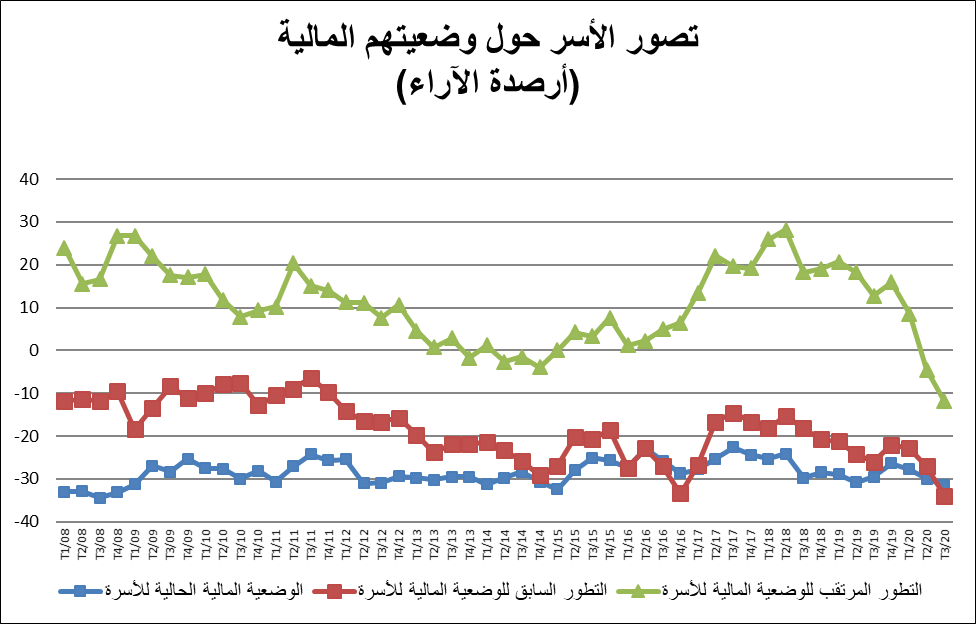 تصور الأسر حول وضعيتهم المالية
(أرصدة الآراء)
40
30
20
10
0
-10
-20
-30
-40
T1/08
T2/08
T3/08
T4/08
T1/09
T2/09
T3/09
T4/09
T1/10
T2/10
T3/10
T4/10
T1/11
T2/11
T3/11
T4/11
T1/12
T2/12
T3/12
T4/12
T1/13
T2/13
T3/13
T4/13
T1/14
T2/14
T3/14
T4/14
T1/15
T2/15
T3/15
T4/15
T1/16
T2/16
T3/16
T4/16
T1/17
T2/17
T3/17
T4/17
T1/18
T2/18
T3/18
T4/18
T1/19
T2/19
T3/19
T4/19
T1/20
T2/20
T3/20
الوضعية المالية الحالية للأسرة
التطور السابق للوضعية المالية للأسرة
التطور المرتقب للوضعية المالية للأسرة